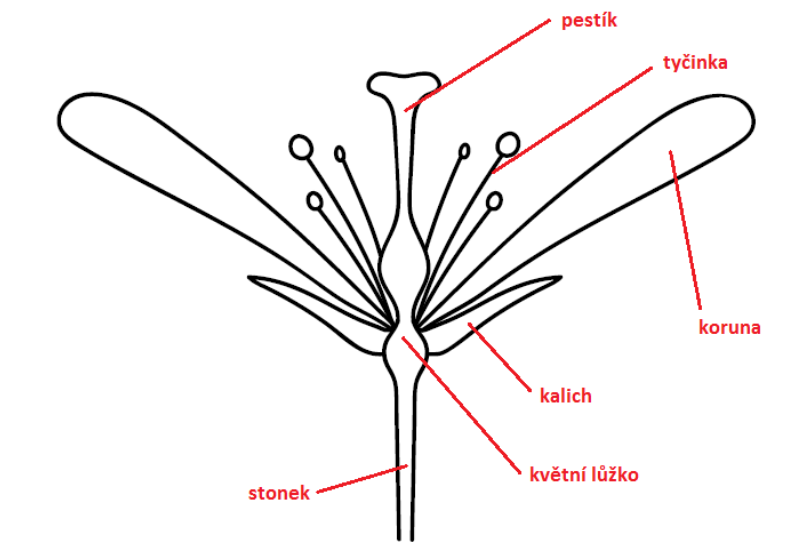 pestík
tyčinka
koruna
kalich
květní lůžko
stonek